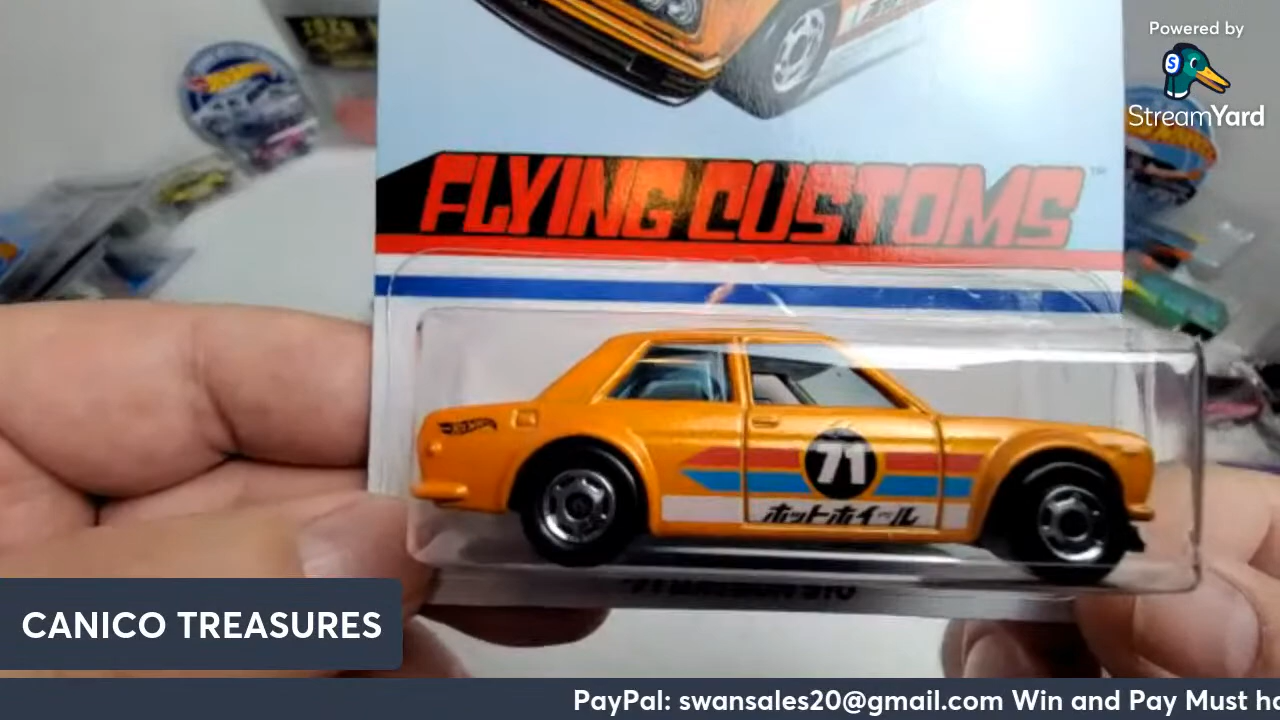 Powered by
StreamYard
FLYING CUSTOMS™
71
ホットホイール
CANICO TREASURES
PayPal: swansales20@gmail.com Win and Pay Must ha